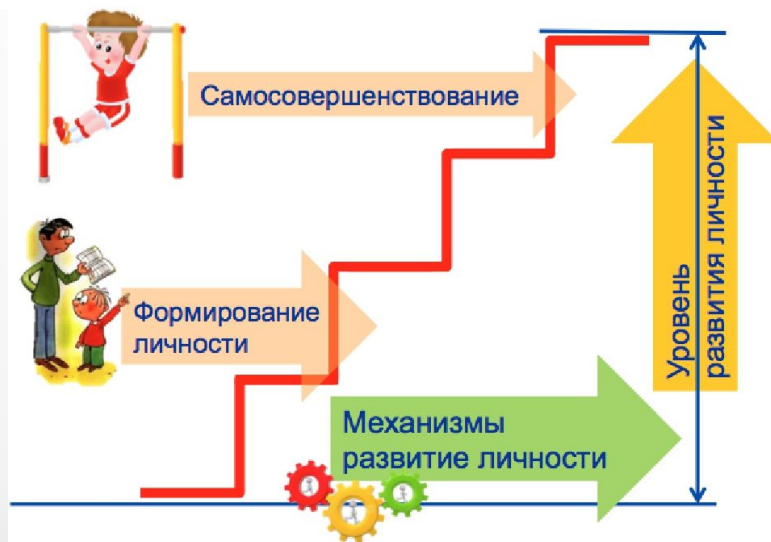 Самосовершенствование
Формирование
личности
Механизмы
развитие личности
Уровень
развития личности